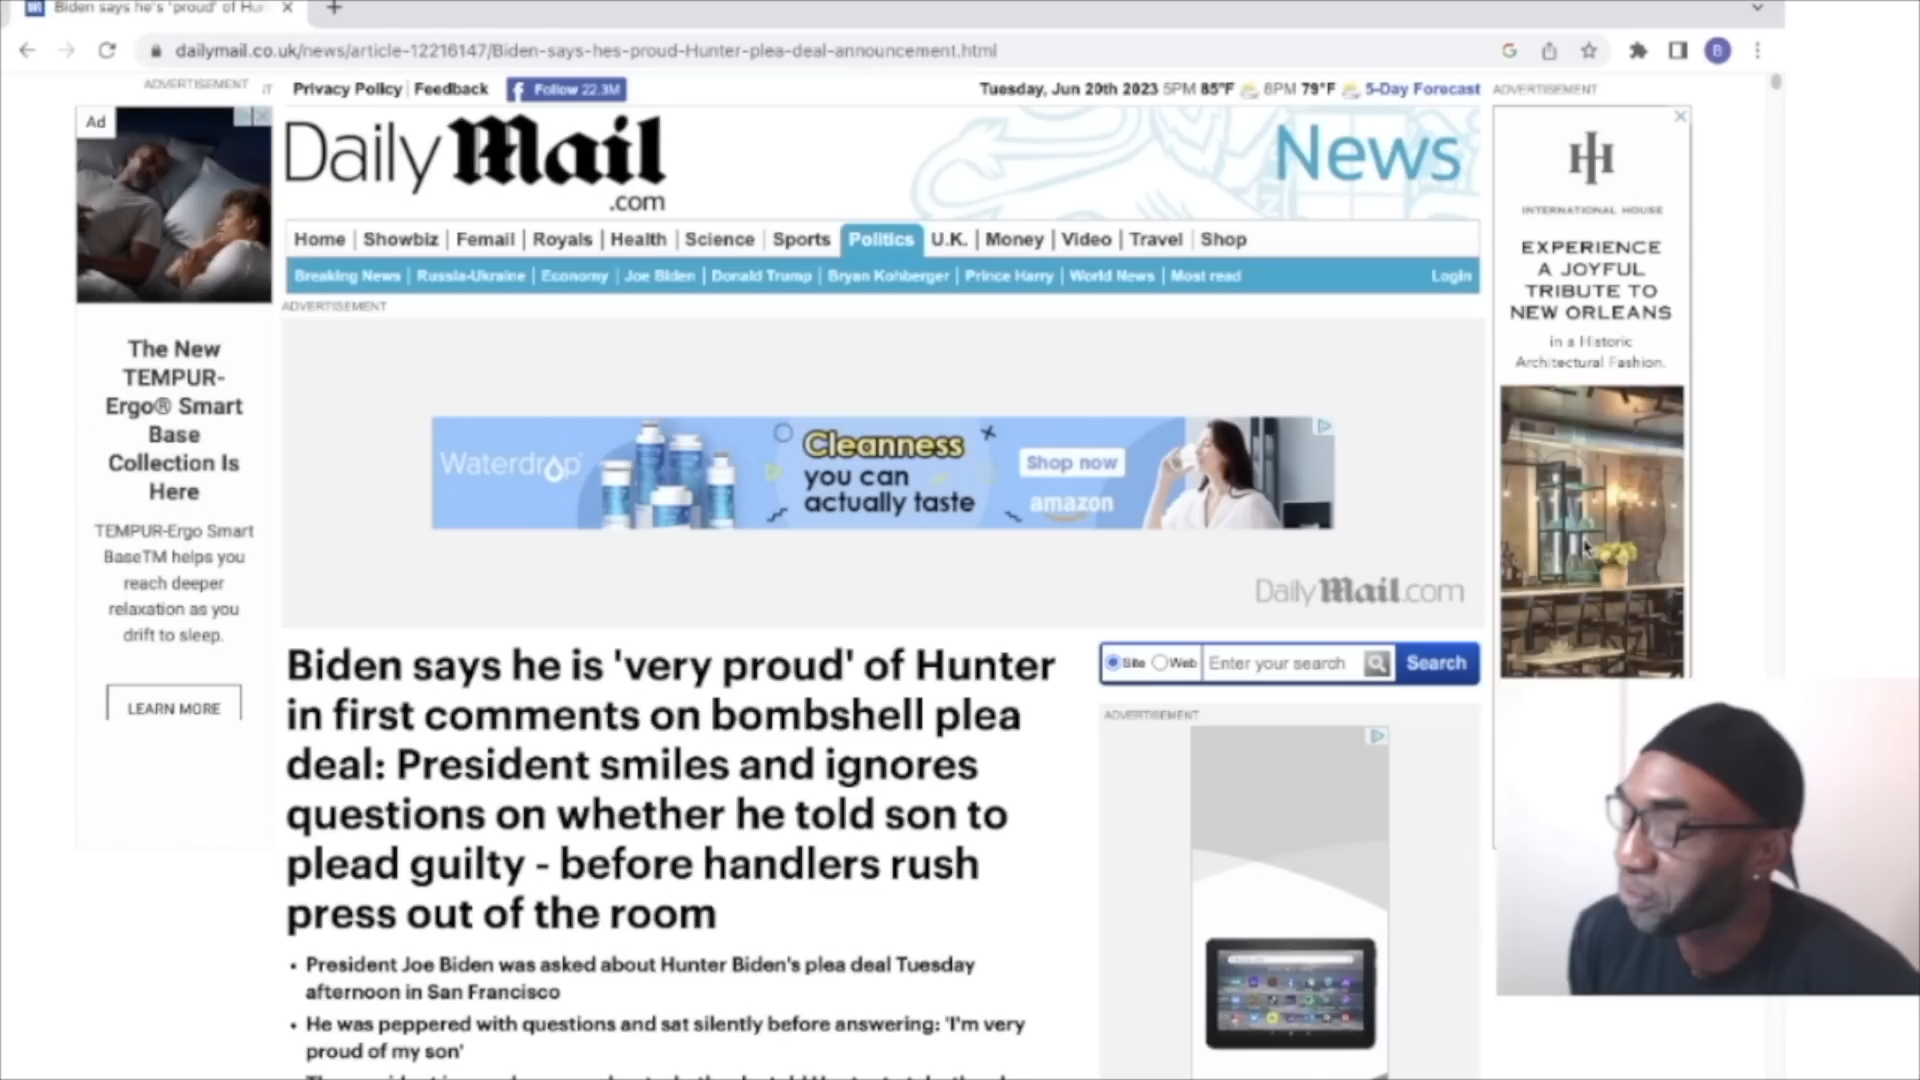 Biden says he's 'proud' of Hun
dailymail.co.uk/news/article-12216147/Biden-says-hes-proud-Hunter-plea-deal-announcement.html
B
ADVERTISEMENT
Privacy Policy | Feedback
Follow 22.3M
Tuesday, Jun 20th 2023 5PM 85°F 8PM 79°F 5-Day Forecast
ADVERTISEMENT
Ad
Daily Mail
.com
News
Home | Showbiz | Femail | Royals | Health | Science | Sports | Politics | U.K. | Money | Video | Travel | Shop
Breaking News | Russia-Ukraine | Economy | Joe Biden | Donald Trump | Bryan Kohberger | Prince Harry | World News | Most read
Login
ADVERTISEMENT
The New
TEMPUR-
Ergo® Smart
Base
Collection Is
Here
TEMPUR-Ergo Smart
BaseTM helps you
reach deeper
relaxation as you
drift to sleep.
LEARN MORE
Waterdrop
Cleanness
you can
actually taste
Shop now
amazon
DailyMail.com
INTERNATIONAL HOUSE
EXPERIENCE
A JOYFUL
TRIBUTE TO
NEW ORLEANS
in a Historic
Architectural Fashion.
Biden says he is 'very proud' of Hunter
in first comments on bombshell plea
deal: President smiles and ignores
questions on whether he told son to
plead guilty - before handlers rush
press out of the room
• President Joe Biden was asked about Hunter Biden's plea deal Tuesday
afternoon in San Francisco
• He was peppered with questions and sat silently before answering: 'I'm very
proud of my son'
Site Web Enter your search Search
ADVERTISEMENT